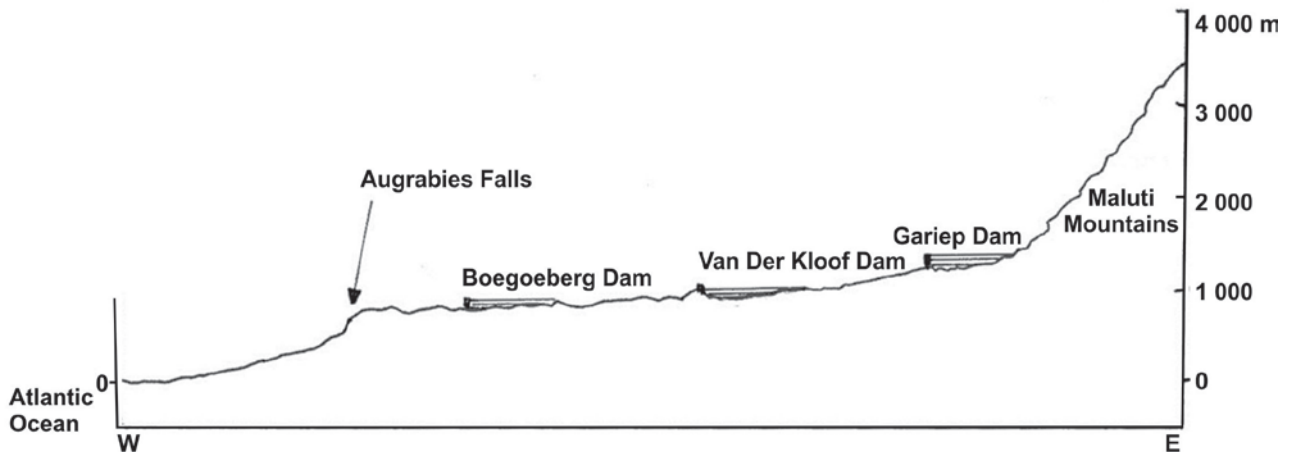 4 000 m
3 000
Augrabies Falls
2 000
Maluti
Mountains
Gariep Dam
Van Der Kloof Dam
Boegoeberg Dam
1 000
0
0
Atlantic
Ocean
W
E